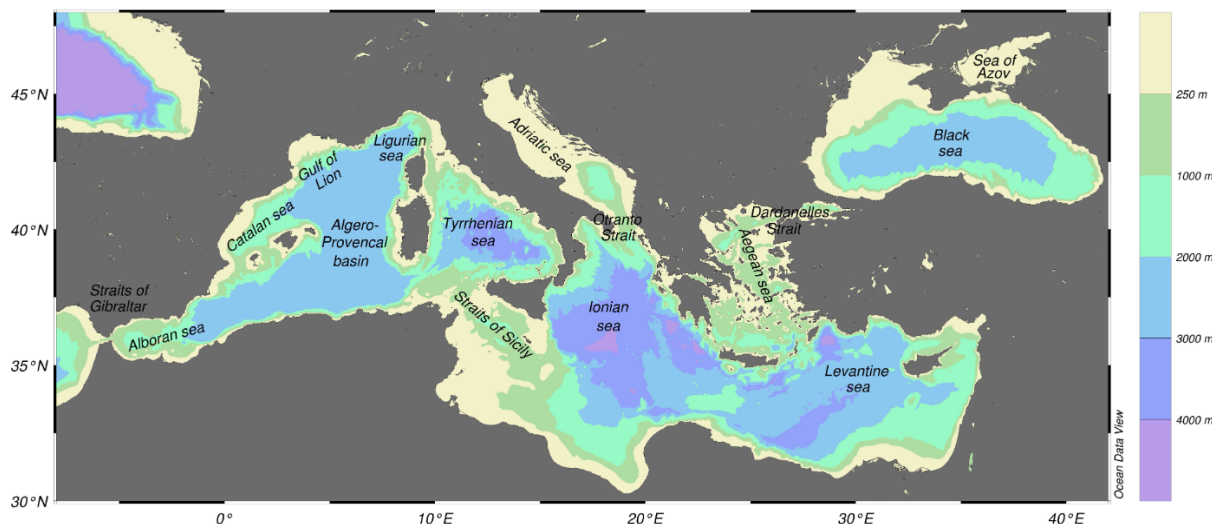 Sea of
Azov
45°N
250 m
Ligurian
sea
Adriatic sea
Black
sea
Gulf of
Lion
1000 m
Catalan sea
Algero-
Provencal
basin
Tyrrhenian
sea
Otranto
Strait
Dardanelles
Strait
Aegean sea
40°N
2000 m
Straits of
Gibraltar
Alboran sea
Straits of Sicily
Ionian
sea
3000 m
35°N
Levantine
sea
4000 m
Ocean Data View
30°N
0°
10°E
20°E
30°E
40°E